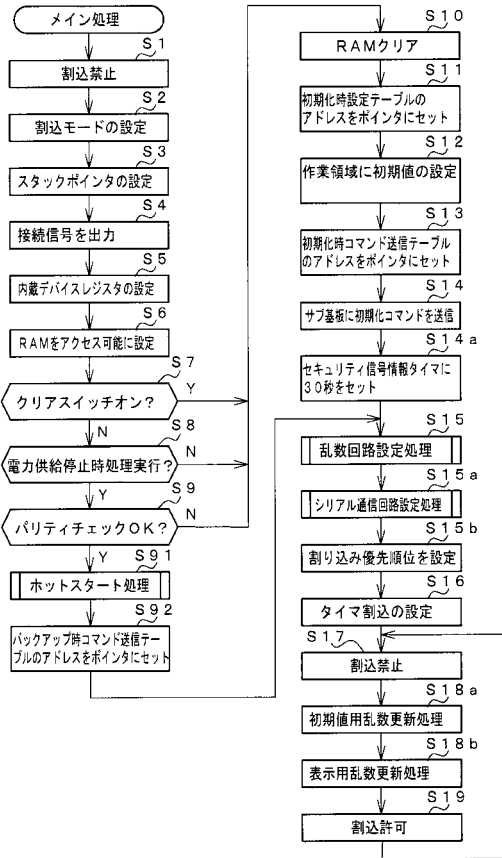 メイン処理
S1
割込禁止
S2
割込モードの設定
S3
スタックポインタの設定
S4
接続信号を出力
S5
内蔵デバイスレジスタの設定
S6
RAMをアクセス可能に設定
S7
クリアスイッチオン?
Y
N
S8
電力供給停止時処理実行?
N
Y
S9
パリティチェックOK?
N
Y
S91
ホットスタート処理
S92
バックアップ時コマンド送信テー
ブルのアドレスをポインタにセット
S10
RAMクリア
S11
初期化時設定テーブルの
アドレスをポインタにセット
S12
作業領域に初期値の設定
S13
初期化時コマンド送信テーブル
のアドレスをポインタにセット
S14
サブ基板に初期化コマンドを送信
S14a
セキュリティ信号情報タイマに
30秒をセット
S15
乱数回路設定処理
S15a
シリアル通信回路設定処理
S15b
割り込み優先順位を設定
S16
タイマ割込の設定
S17
割込禁止
S18a
初期値用乱数更新処理
S18b
表示用乱数更新処理
S19
割込許可